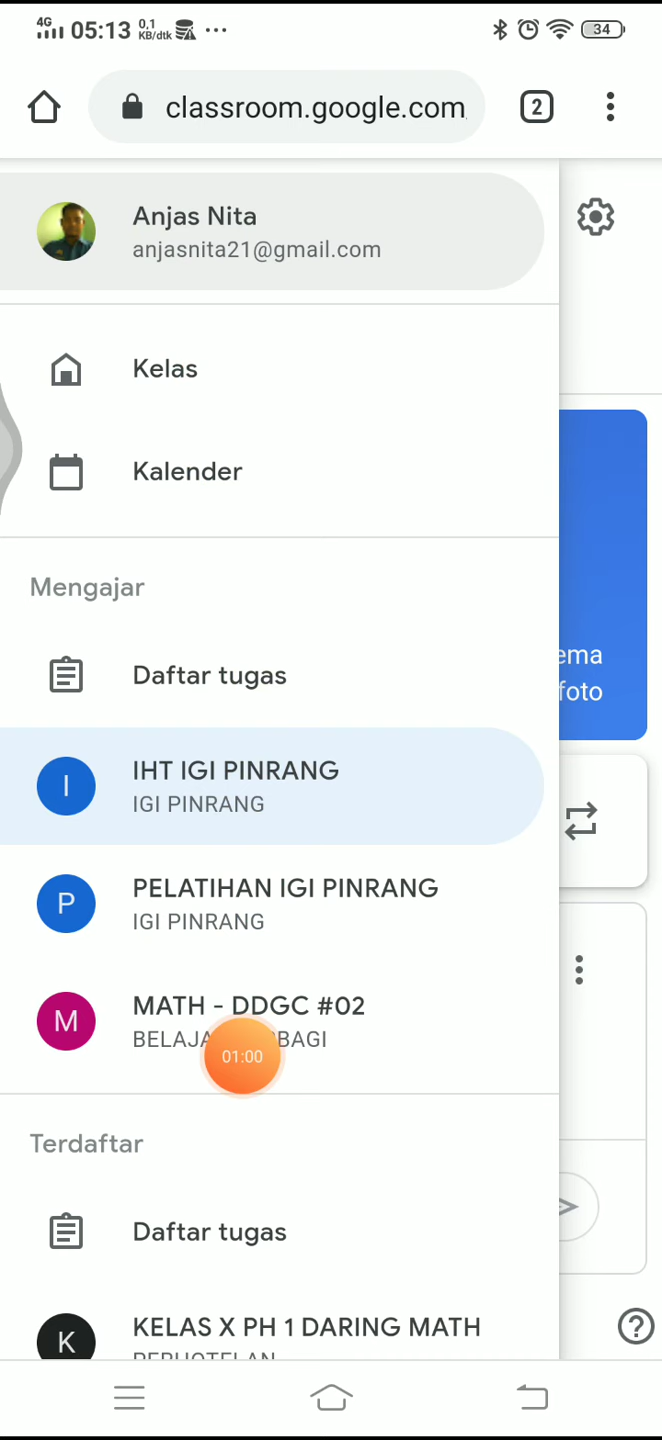 4G 05:13 0,1 KB/dtk ... 34
classroom.google.com 2
Anjas Nita
anjasnita21@gmail.com
Kelas
Kalender
ema
foto
Mengajar
Daftar tugas
I IHT IGI PINRANG
IGI PINRANG
P PELATIHAN IGI PINRANG
IGI PINRANG
M MATH - DDGC #02
BELAJA BAGI
01:00
Terdaftar
Daftar tugas
K KELAS X PH 1 DARING MATH
PERHOTELAN